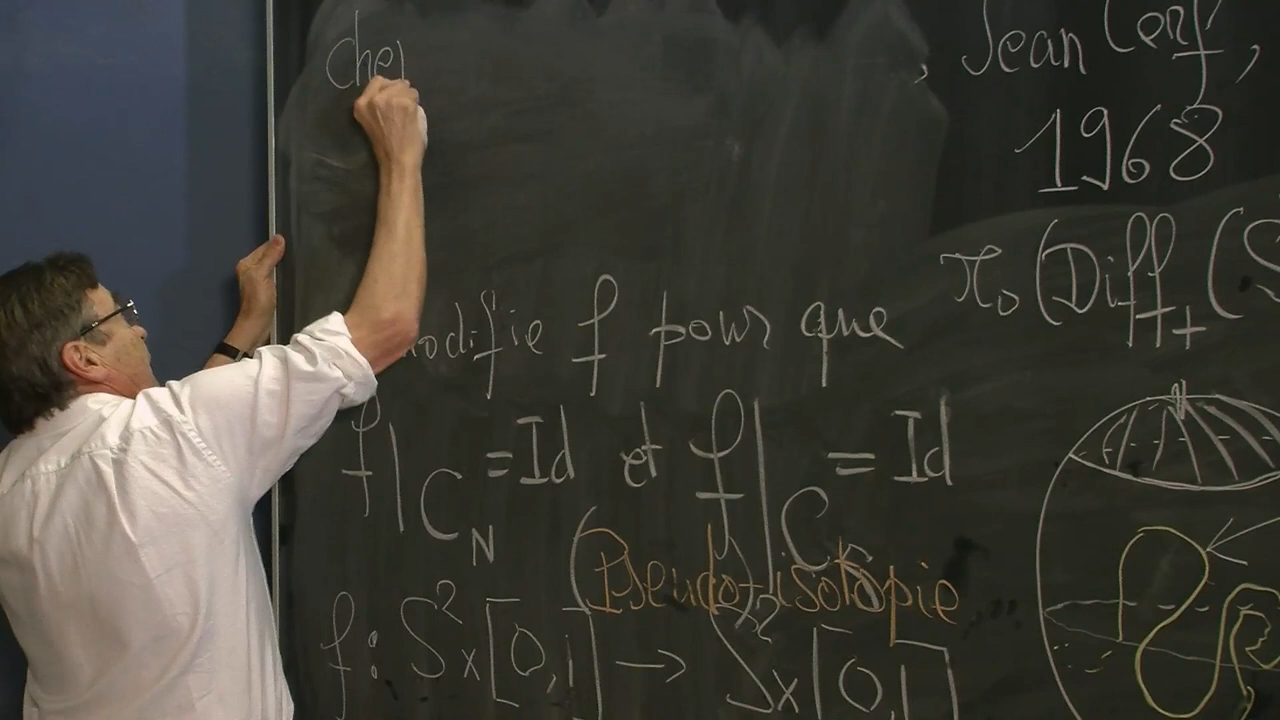 Che
, Jean Cerf,
1968
π₀ (Diff₊ (S
modifie f pour que
f|C_N = Id et f|C_S = Id
(Pseudo-isotopie
f : S² × [0,1] → S² × [0,1]